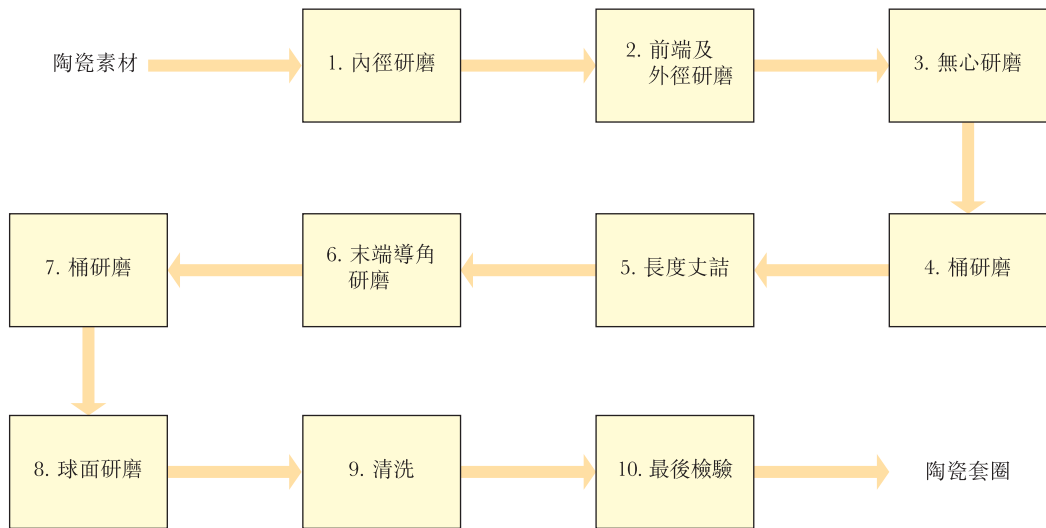 陶瓷素材
1. 內徑研磨
2. 前端及
外徑研磨
3. 無心研磨
4. 桶研磨
5. 長度丈詰
6. 末端導角
研磨
7. 桶研磨
8. 球面研磨
9. 清洗
10. 最後檢驗
陶瓷套圈